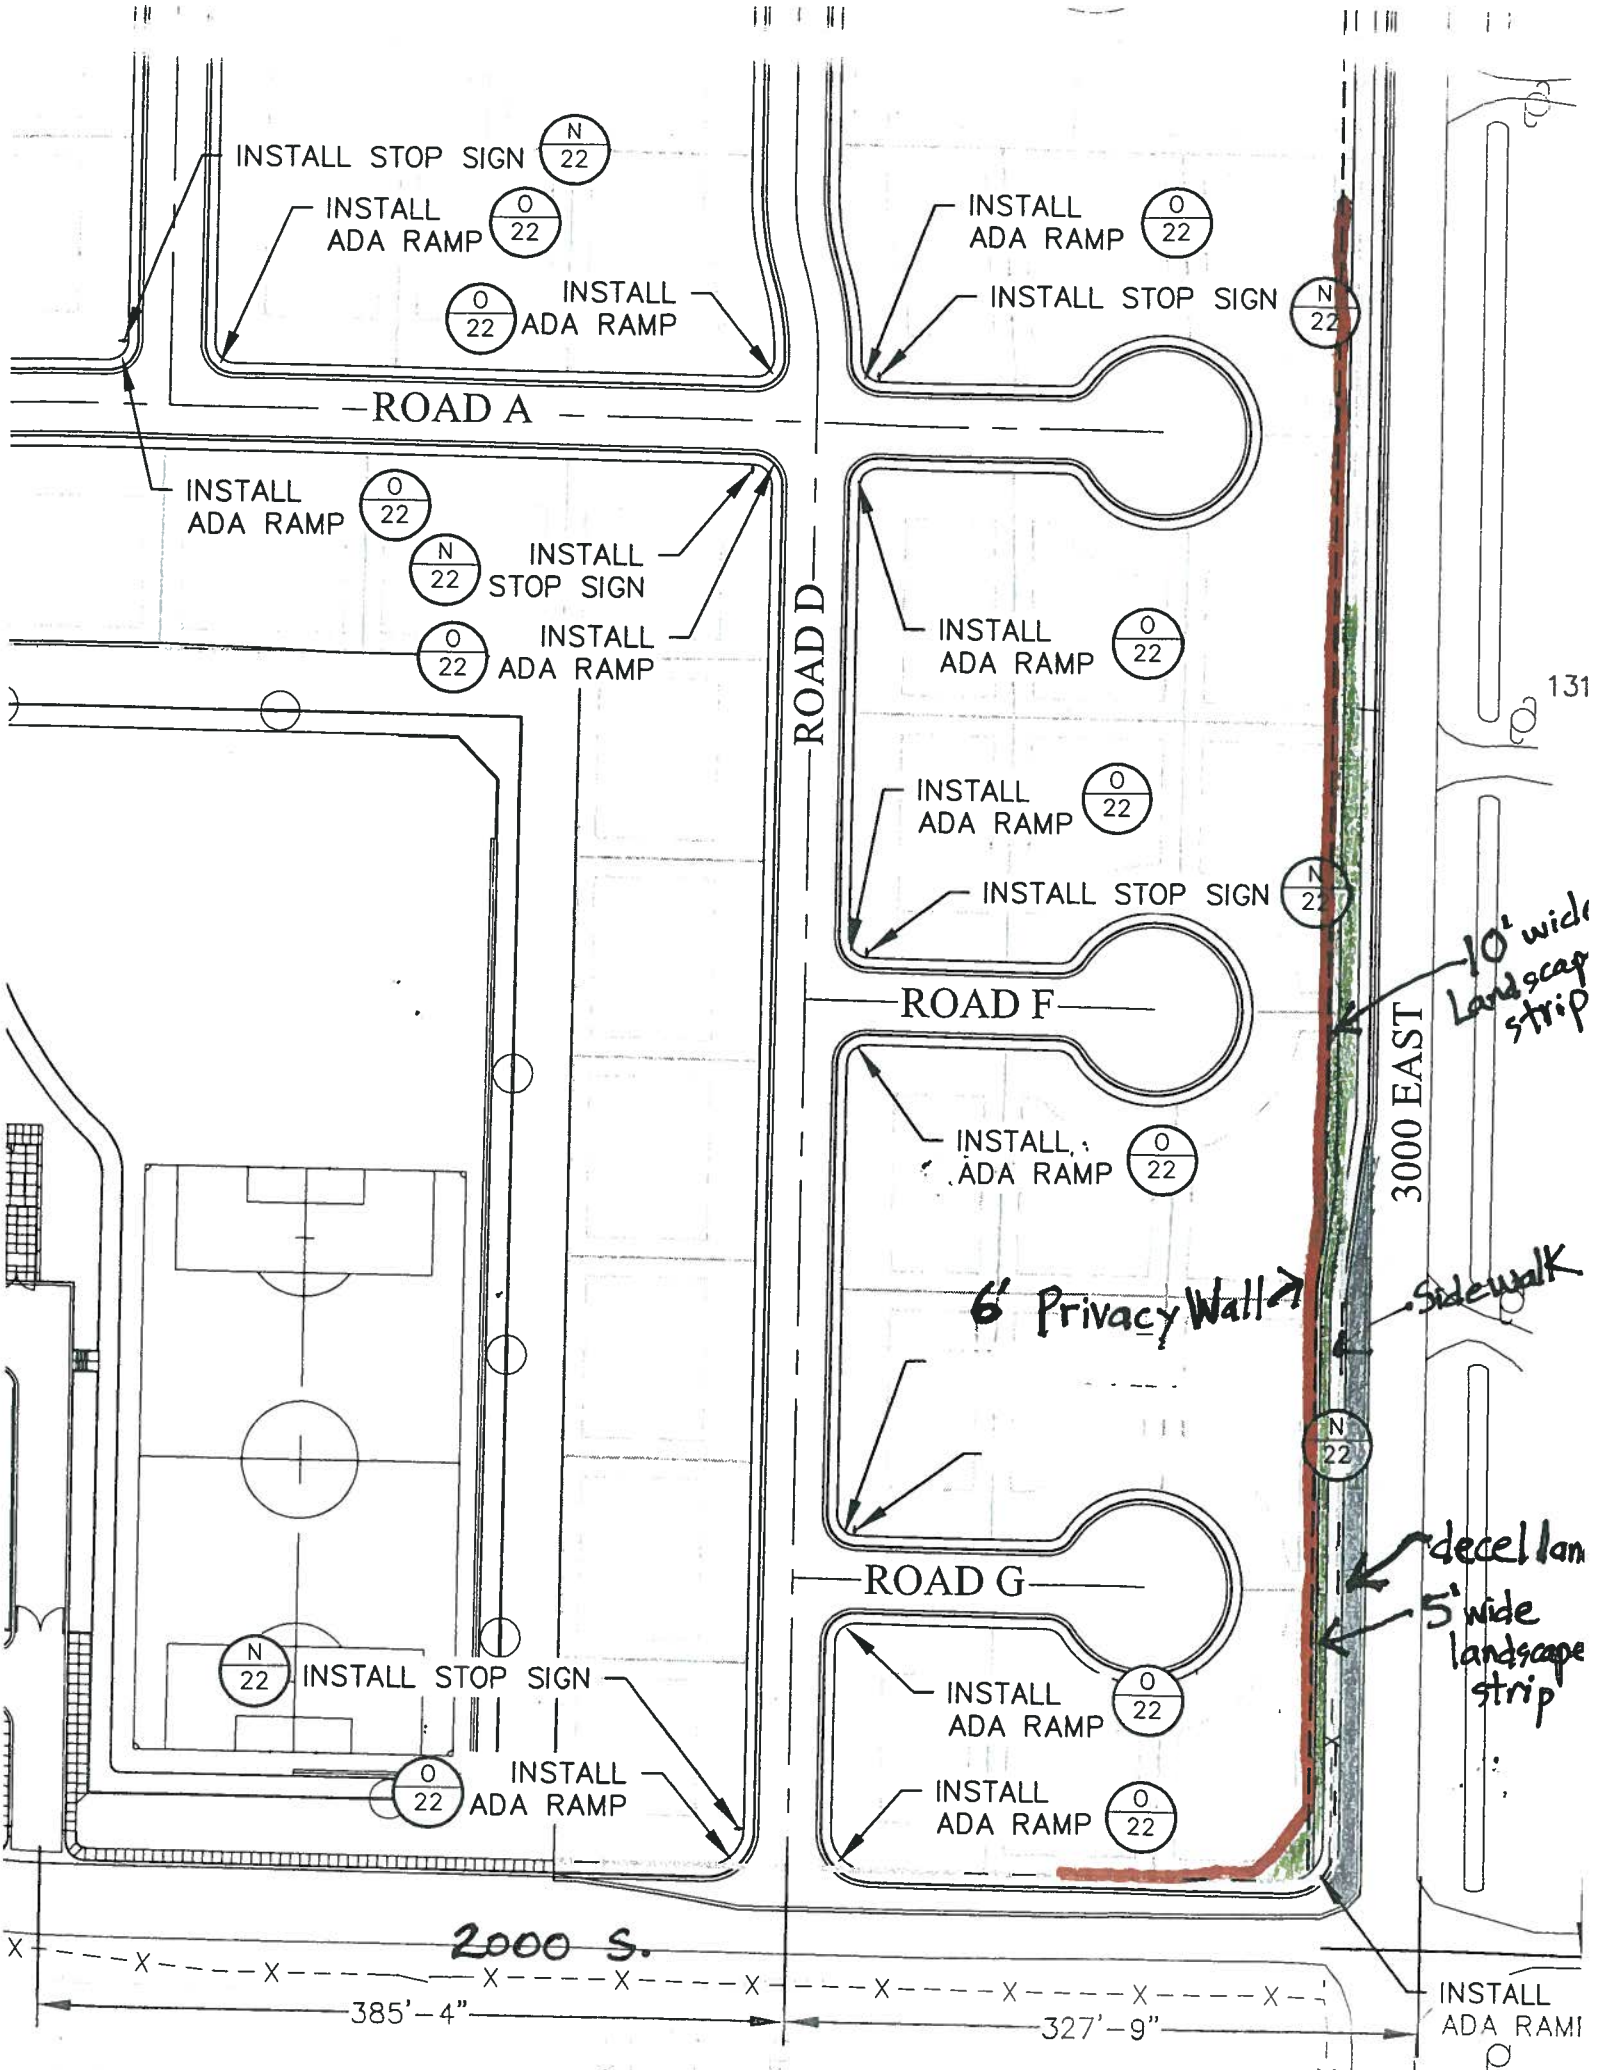 INSTALL STOP SIGN
N
22
INSTALL
ADA RAMP
O
22
INSTALL
ADA RAMP
O
22
INSTALL
ADA RAMP
O
22
INSTALL STOP SIGN
N
22
ROAD A
INSTALL
ADA RAMP
O
22
N
22
INSTALL
STOP SIGN
O
22
INSTALL
ADA RAMP
ROAD D
INSTALL
ADA RAMP
O
22
131
INSTALL
ADA RAMP
O
22
INSTALL STOP SIGN
N
22
10' wide
Landscap
strip
ROAD F
3000 EAST
INSTALL
ADA RAMP
O
22
6' Privacy Wall
Sidewalk
N
22
decel lan
5' wide
landscape
strip
ROAD G
N
22
INSTALL STOP SIGN
INSTALL
ADA RAMP
O
22
O
22
INSTALL
ADA RAMP
INSTALL
ADA RAMP
O
22
2000 S.
X X X X X X X X X X
385'-4"
327'-9"
INSTALL
ADA RAM